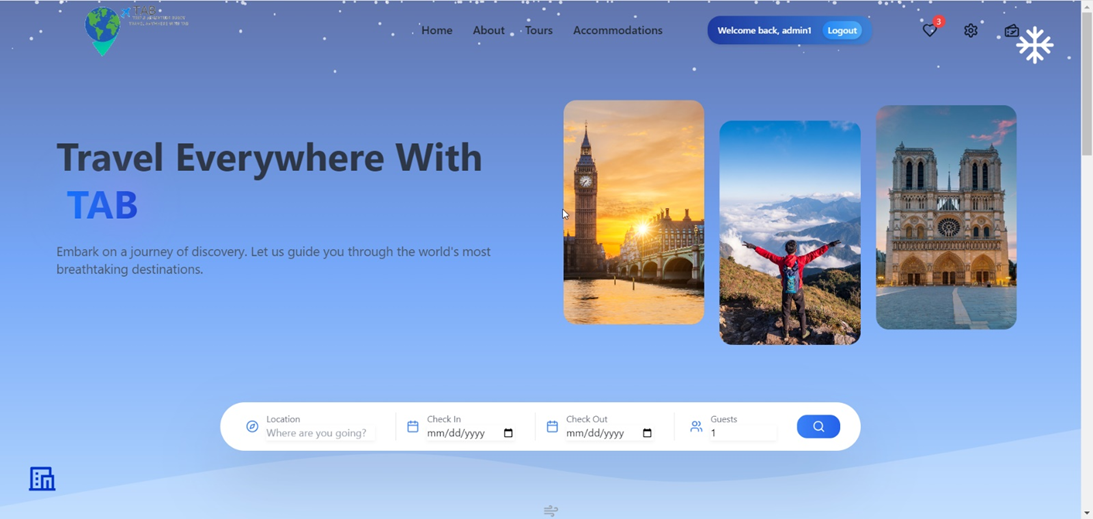 TAB
Home
About
Tours
Accommodations
Welcome back, admin1
Logout
3
Travel Everywhere With
TAB
Embark on a journey of discovery. Let us guide you through the world's most
breathtaking destinations.
Location
Where are you going?
Check In
mm/dd/yyyy
Check Out
mm/dd/yyyy
Guests
1